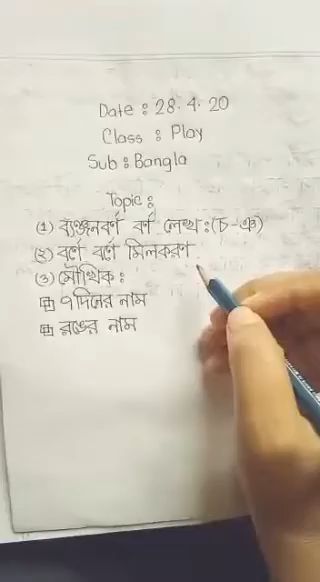 Date : 28. 4. 20
Class : Play
Sub : Bangla
Topic :
(১) ব্যঞ্জনবর্ণ বর্ণ লেখ : (চ - ঞ)
(২) বর্ণে বর্ণে মিলকরণ
(৩) মৌখিক :
৭ দিনের নাম
রঙের নাম